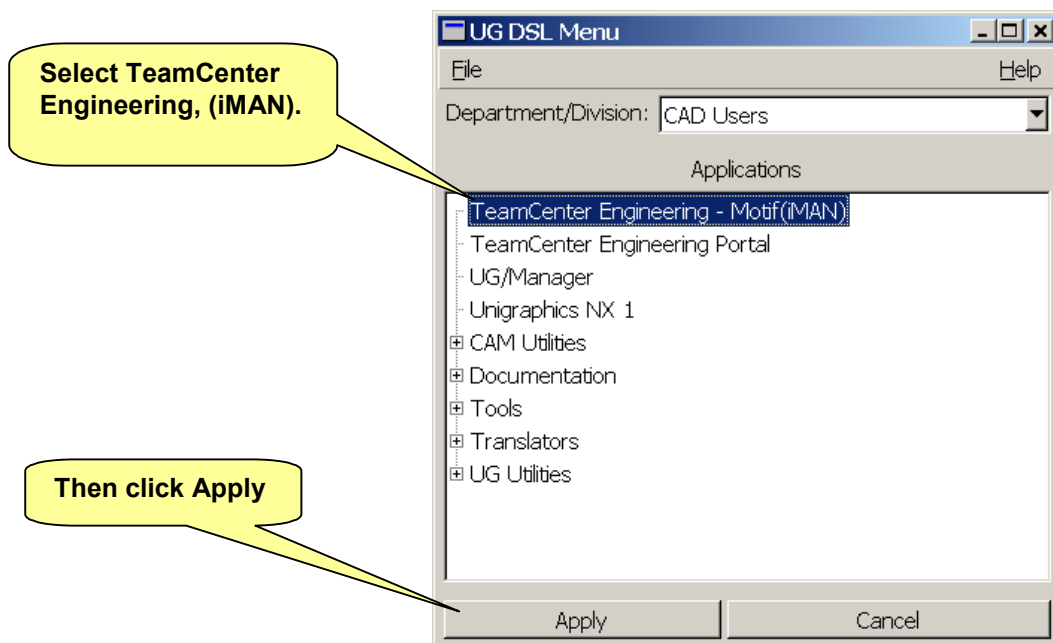 UG DSL Menu
Select TeamCenter
Engineering, (iMAN).
File Help
Department/Division: CAD Users
Applications
TeamCenter Engineering - Motif(iMAN)
TeamCenter Engineering Portal
UG/Manager
Unigraphics NX 1
CAM Utilities
Documentation
Tools
Translators
UG Utilities
Then click Apply
Apply Cancel